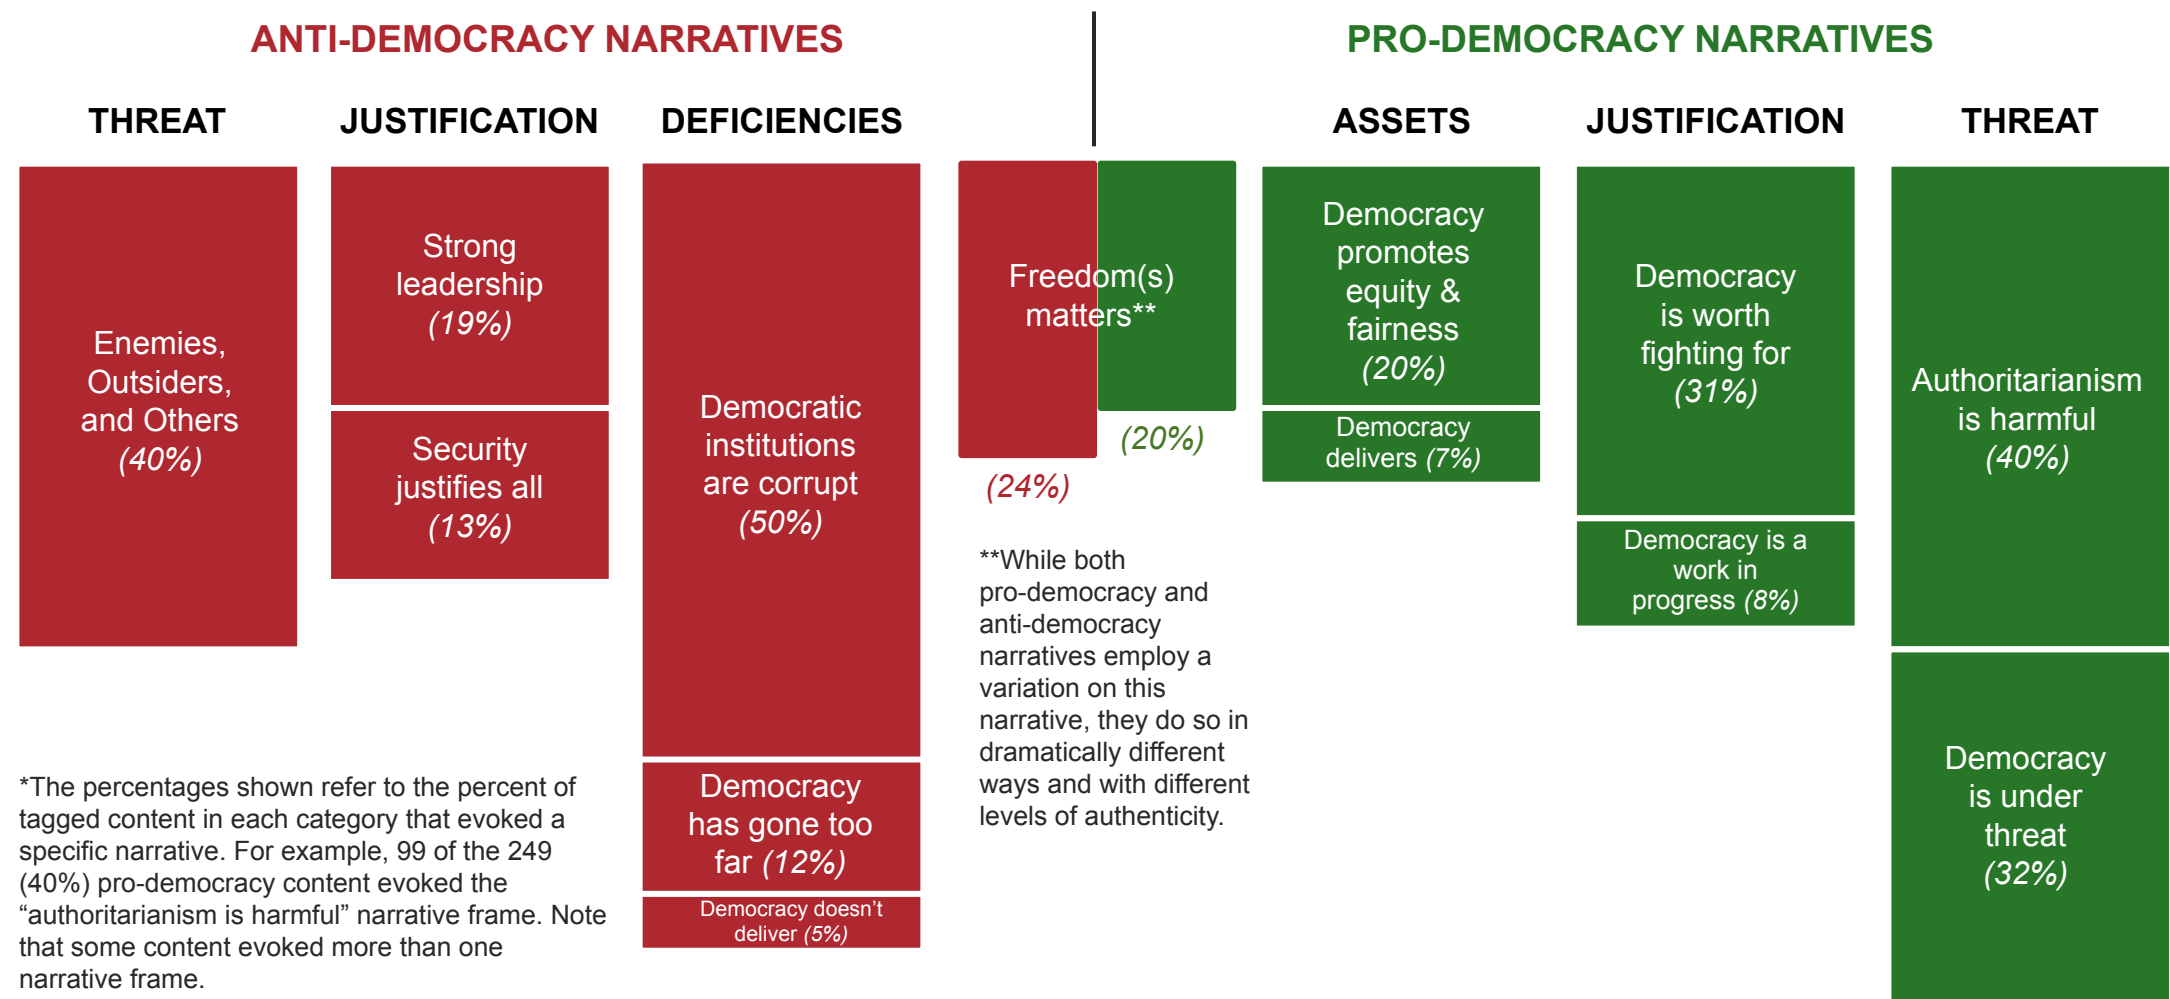 ANTI-DEMOCRACY NARRATIVES
PRO-DEMOCRACY NARRATIVES
THREAT
JUSTIFICATION
DEFICIENCIES
ASSETS
JUSTIFICATION
THREAT
Enemies,
Outsiders,
and Others
(40%)
Strong
leadership
(19%)
Security
justifies all
(13%)
Democratic
institutions
are corrupt
(50%)
Democracy
has gone too
far (12%)
Democracy doesn’t
deliver (5%)
Freedom(s)
matters**
(24%)
(20%)
**While both
pro-democracy and
anti-democracy
narratives employ a
variation on this
narrative, they do so in
dramatically different
ways and with different
levels of authenticity.
Democracy
promotes
equity &
fairness
(20%)
Democracy
delivers (7%)
Democracy
is worth
fighting for
(31%)
Democracy is a
work in
progress (8%)
Authoritarianism
is harmful
(40%)
Democracy
is under
threat
(32%)
*The percentages shown refer to the percent of
tagged content in each category that evoked a
specific narrative. For example, 99 of the 249
(40%) pro-democracy content evoked the
“authoritarianism is harmful” narrative frame. Note
that some content evoked more than one
narrative frame.